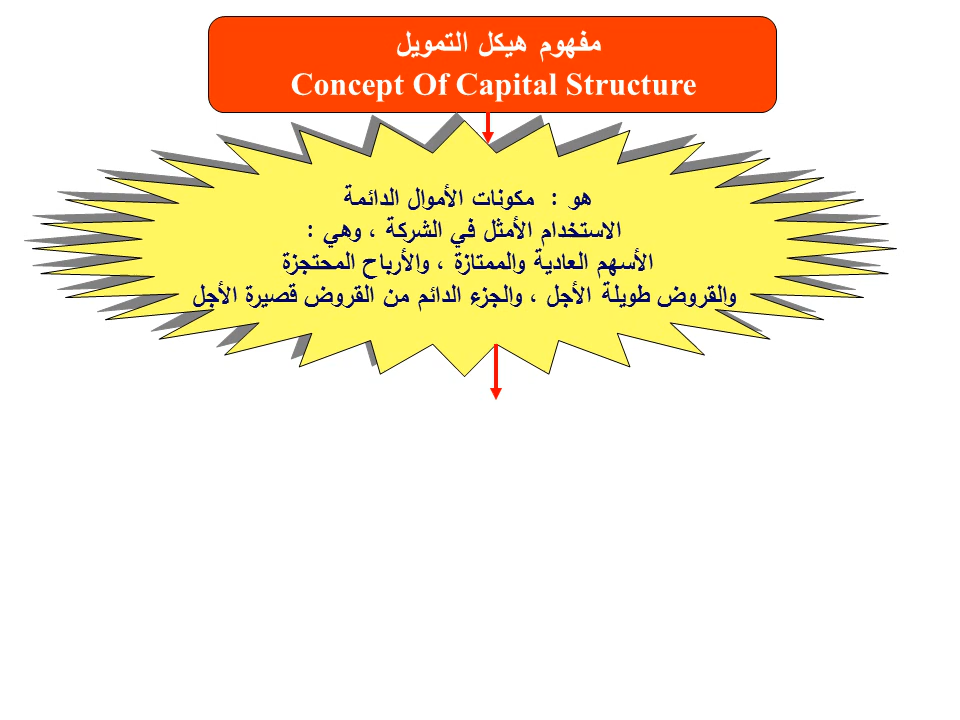 مفهوم هيكل التمويل
Concept Of Capital Structure
هو : مكونات الأموال الدائمة
الاستخدام الأمثل في الشركة ، وهي :
الأسهم العادية والممتازة ، والأرباح المحتجزة
والقروض طويلة الأجل ، والجزء الدائم من القروض قصيرة الأجل